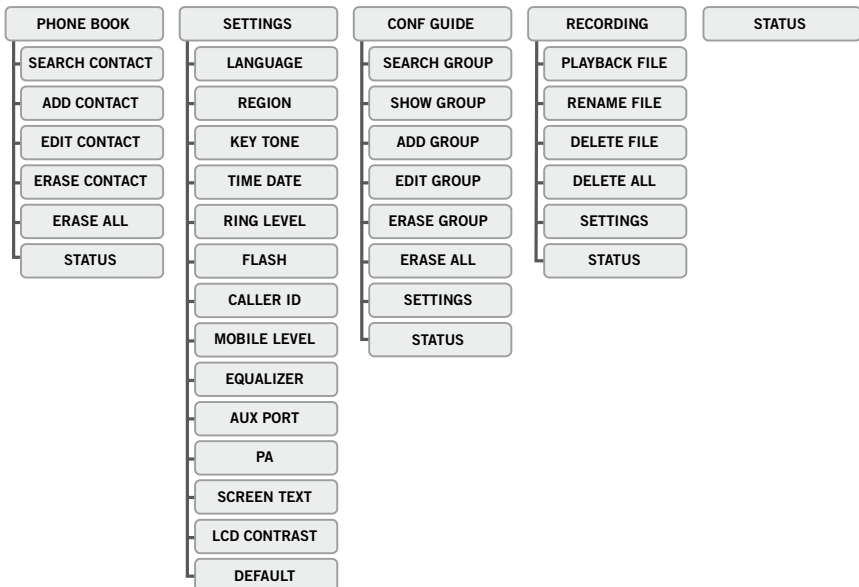 PHONE BOOK
SEARCH CONTACT
ADD CONTACT
EDIT CONTACT
ERASE CONTACT
ERASE ALL
STATUS
SETTINGS
LANGUAGE
REGION
KEY TONE
TIME DATE
RING LEVEL
FLASH
CALLER ID
MOBILE LEVEL
EQUALIZER
AUX PORT
PA
SCREEN TEXT
LCD CONTRAST
DEFAULT
CONF GUIDE
SEARCH GROUP
SHOW GROUP
ADD GROUP
EDIT GROUP
ERASE GROUP
ERASE ALL
SETTINGS
STATUS
RECORDING
PLAYBACK FILE
RENAME FILE
DELETE FILE
DELETE ALL
SETTINGS
STATUS
STATUS